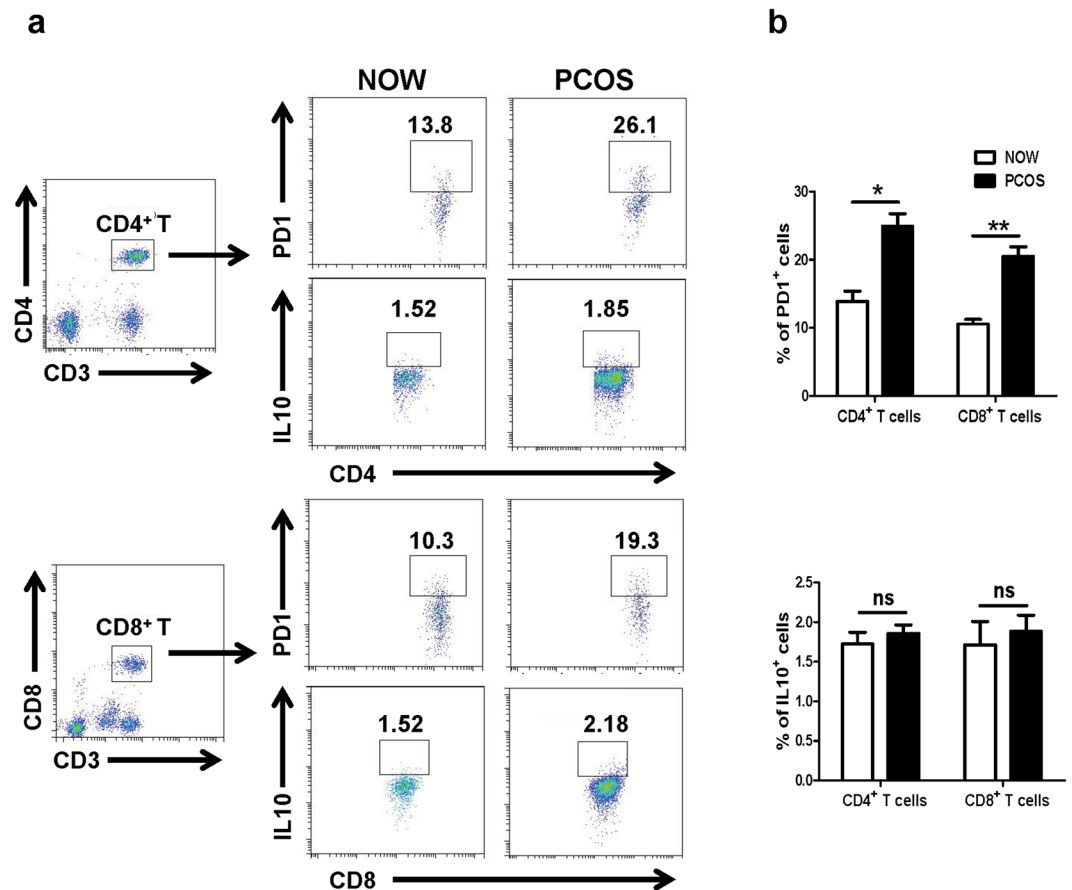 a
NOW
PCOS
PD1
13.8
26.1
CD4
CD4⁺ T
CD3
IL10
1.52
1.85
CD4
PD1
10.3
19.3
CD8
CD8⁺ T
CD3
IL10
1.52
2.18
CD8
b
NOW
PCOS
% of PD1⁺ cells
30
20
10
0
*
**
CD4⁺ T cells
CD8⁺ T cells
% of IL10⁺ cells
2.5
2.0
1.5
1.0
0.5
0.0
ns
ns
CD4⁺ T cells
CD8⁺ T cells